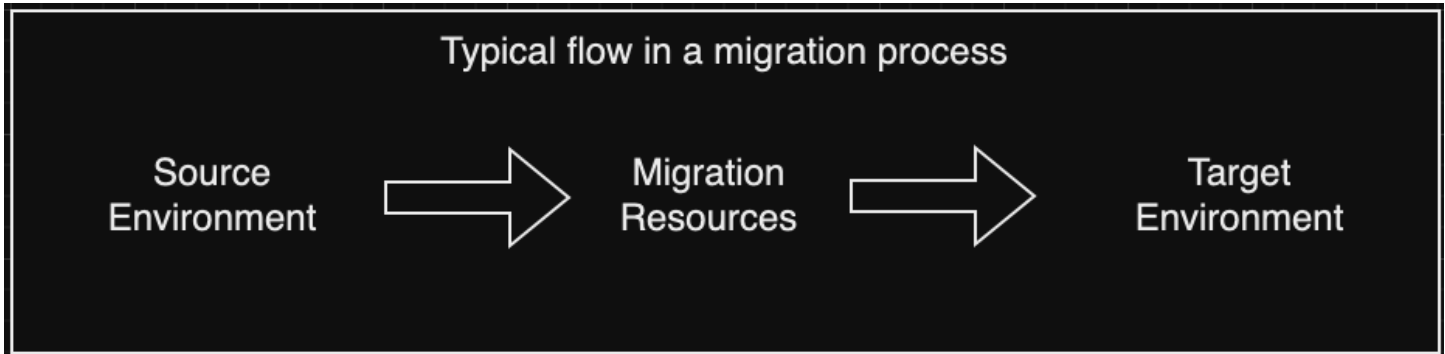 Typical flow in a migration process
Source
Environment
Migration
Resources
Target
Environment